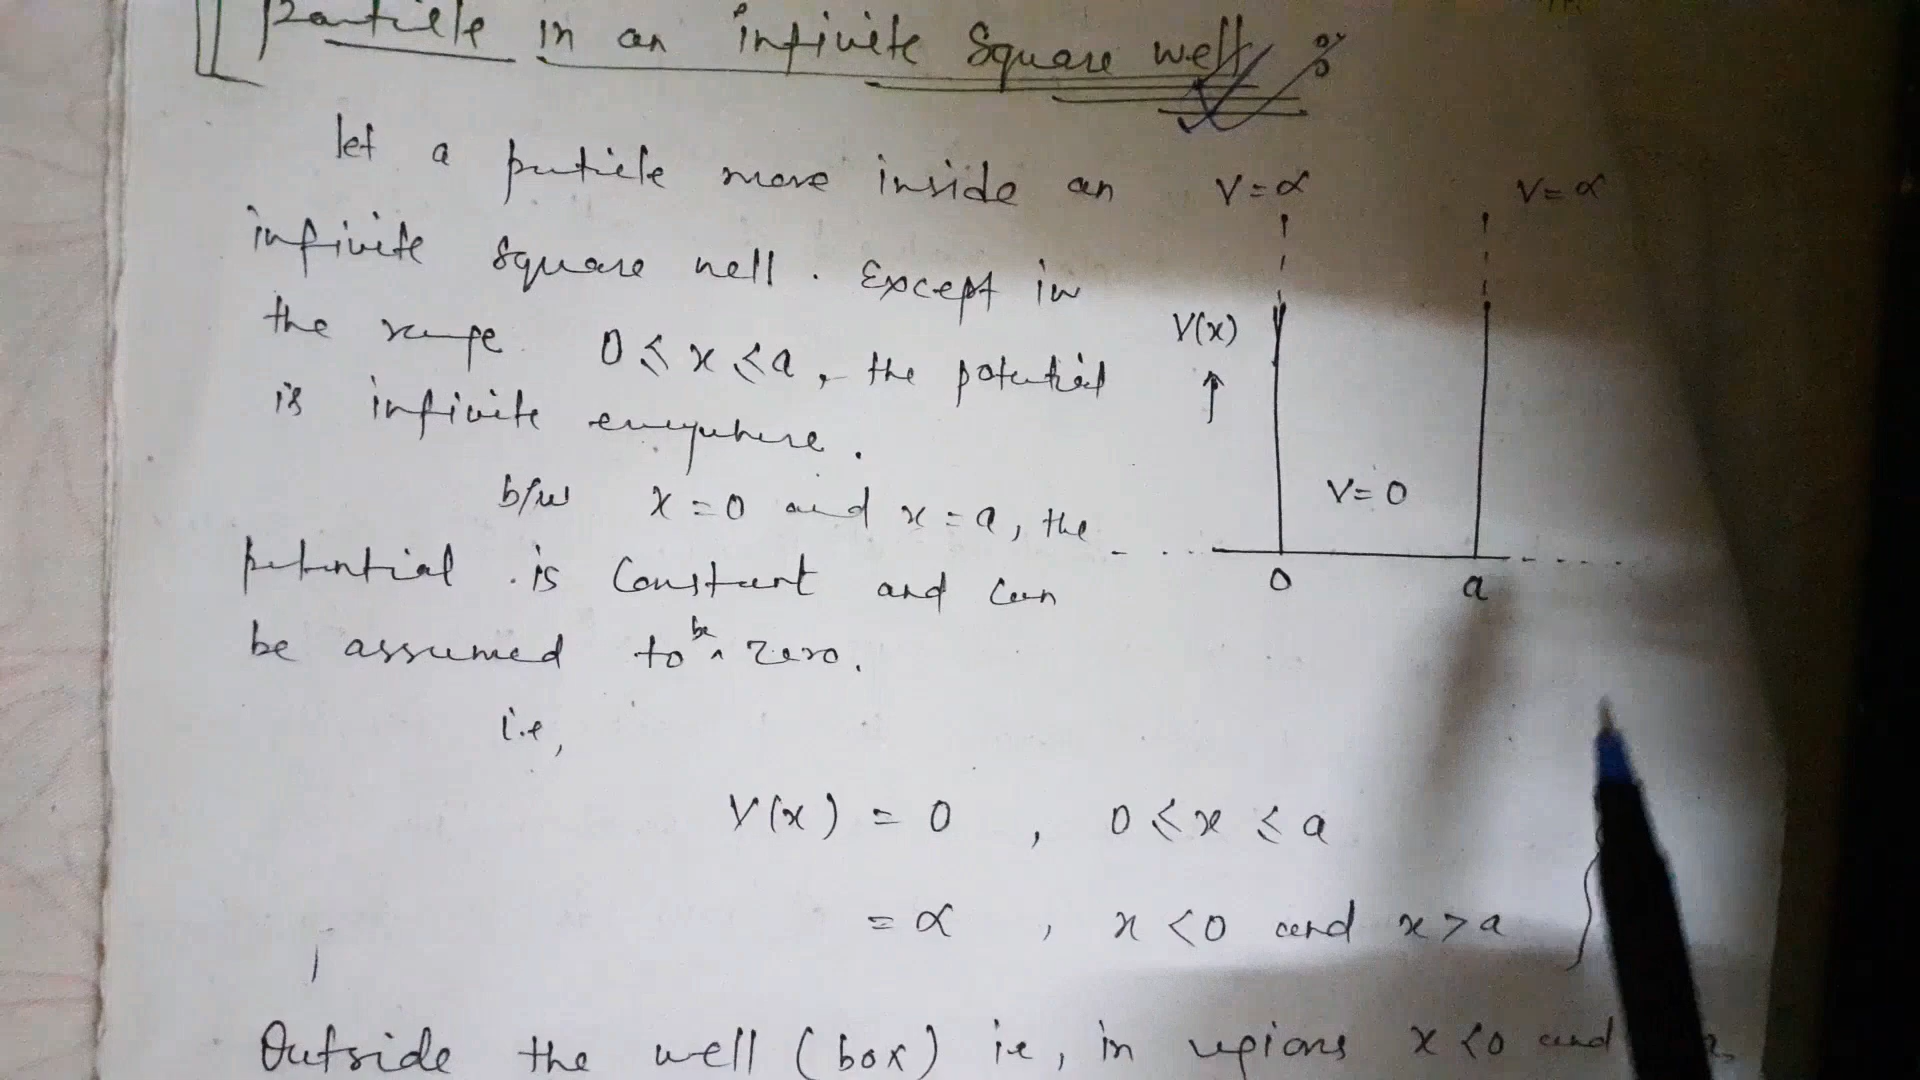 Particle in an infinite Square well %
let a particle move inside an
infinite square well. Except in
the range 0 ≤ x ≤ a, the potential
is infinite everywhere.
b/w x = 0 and x = a, the
potential is constant and can
be assumed to be zero.
i.e,
V(x) = 0 , 0 ≤ x ≤ a
= α , x < 0 and x > a
Outside the well (box) i.e, in regions x < 0 and
V = α V = α
V(x)
↑
V = 0
0 a